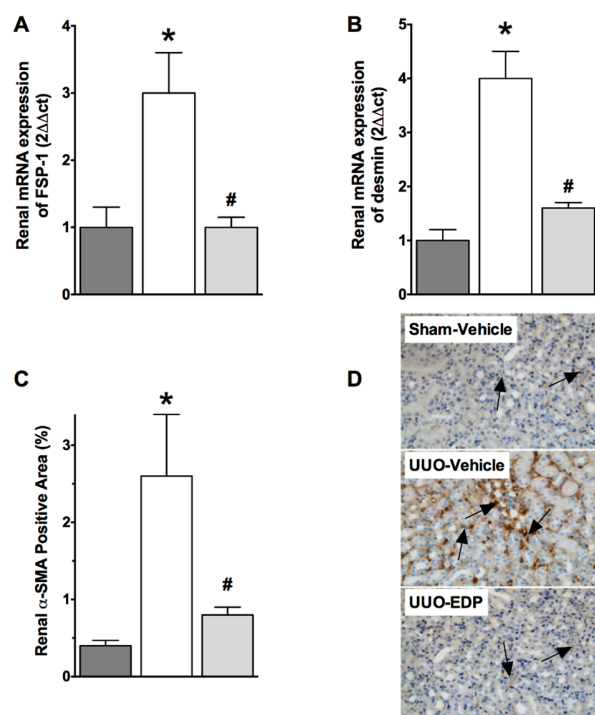 A
Renal mRNA expression
of FSP-1 (2ΔΔct)
4
3
2
1
0
*
#
B
Renal mRNA expression
of desmin (2ΔΔct)
5
4
3
2
1
0
*
#
C
Renal α-SMA Positive Area (%)
3
2
1
0
*
#
D
Sham-Vehicle
UUO-Vehicle
UUO-EDP